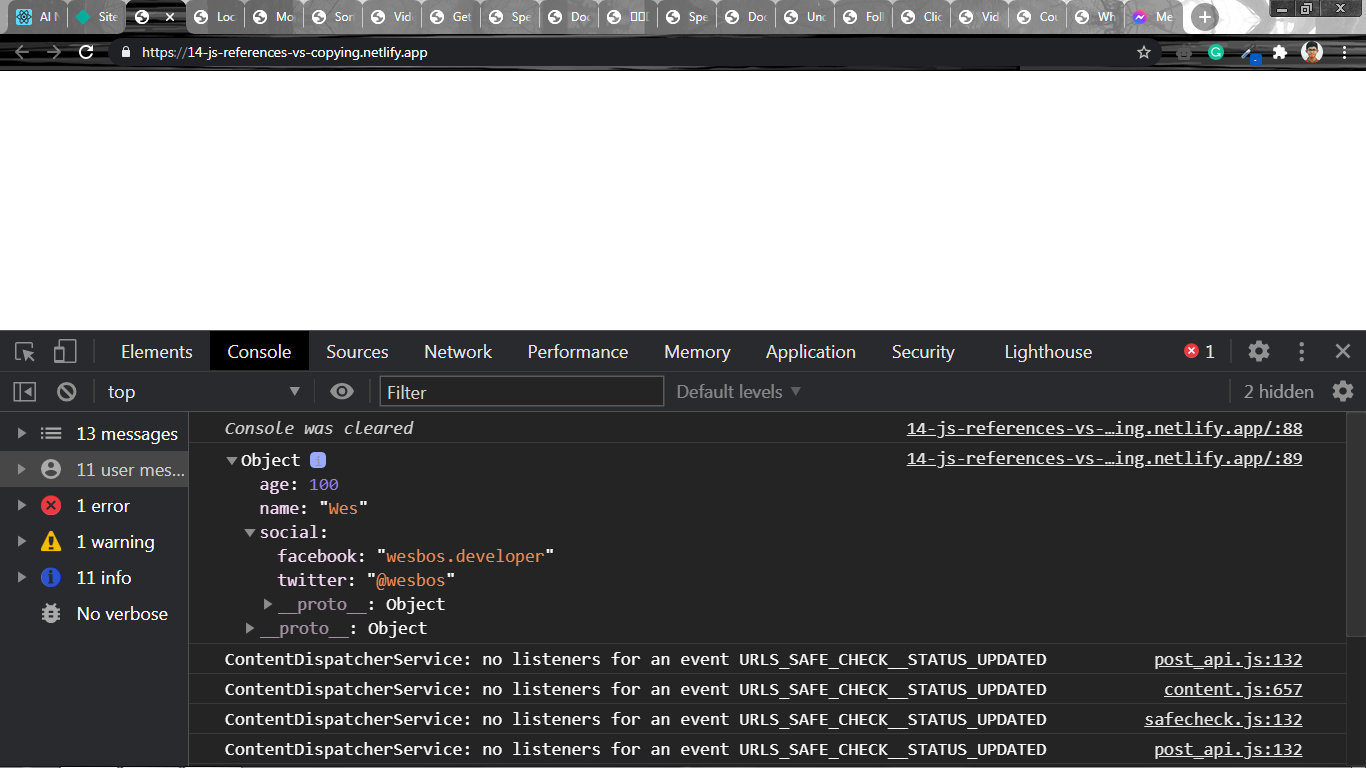 AI N
Site
Loc
Mo
Sor
Vid
Get
Spe
Doc
Spe
Doc
Und
Foll
Clic
Vid
Cou
Wh
Me
https://14-js-references-vs-copying.netlify.app
Elements Console Sources Network Performance Memory Application Security Lighthouse 1
top Filter Default levels 2 hidden
13 messages
11 user mes...
1 error
1 warning
11 info
No verbose
Console was cleared 14-js-references-vs-…ing.netlify.app/:88
Object i 14-js-references-vs-…ing.netlify.app/:89
age: 100
name: "Wes"
social:
facebook: "wesbos.developer"
twitter: "@wesbos"
__proto__: Object
__proto__: Object
ContentDispatcherService: no listeners for an event URLS_SAFE_CHECK__STATUS_UPDATED post_api.js:132
ContentDispatcherService: no listeners for an event URLS_SAFE_CHECK__STATUS_UPDATED content.js:657
ContentDispatcherService: no listeners for an event URLS_SAFE_CHECK__STATUS_UPDATED safecheck.js:132
ContentDispatcherService: no listeners for an event URLS_SAFE_CHECK__STATUS_UPDATED post_api.js:132